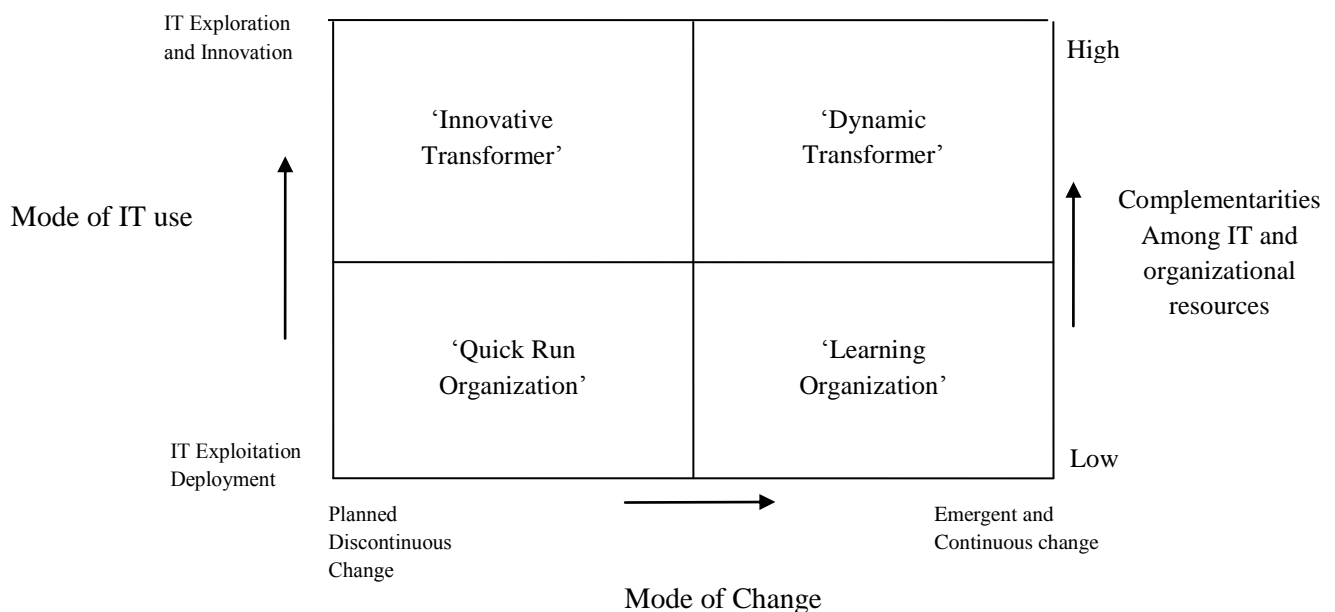 IT Exploration
and Innovation
High
‘Innovative
Transformer’
‘Dynamic
Transformer’
Mode of IT use
Complementarities
Among IT and
organizational
resources
‘Quick Run
Organization’
‘Learning
Organization’
IT Exploitation
Deployment
Low
Planned
Discontinuous
Change
Emergent and
Continuous change
Mode of Change